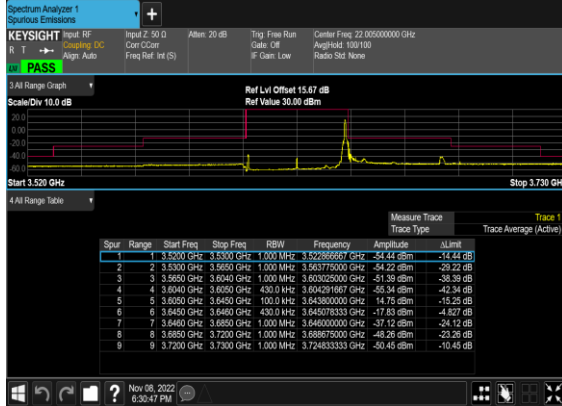 Spectrum Analyzer 1
Spurious Emissions
+
KEYSIGHT Input: RF Input Z: 50 Ω Atten: 20 dB Trig: Free Run Center Freq: 22.005000000 GHz
R T Coupling: DC Corr CCorr Gate: Off Avg|Hold: 100/100
Align: Auto Freq Ref: Int (S) IF Gain: Low Radio Std: None
PASS
3 All Range Graph
Ref Lvl Offset 15.67 dB
Scale/Div 10.0 dB Ref Value 30.00 dBm
20.0
0.00
-20.0
-40.0
-60.0
Start 3.520 GHz Stop 3.730 GH
4 All Range Table
Measure Trace Trace 1
Trace Type Trace Average (Active)
Spur Range Start Freq Stop Freq RBW Frequency Amplitude ΔLimit
1 1 3.5200 GHz 3.5300 GHz 1.000 MHz 3.522866667 GHz -54.44 dBm -14.44 dB
2 2 3.5300 GHz 3.5650 GHz 1.000 MHz 3.563775000 GHz -54.22 dBm -29.22 dB
3 3 3.5650 GHz 3.6040 GHz 1.000 MHz 3.603025000 GHz -51.39 dBm -38.39 dB
4 4 3.6040 GHz 3.6050 GHz 430.0 kHz 3.604291667 GHz -55.34 dBm -42.34 dB
5 5 3.6050 GHz 3.6450 GHz 100.0 kHz 3.643800000 GHz 14.75 dBm -15.25 dB
6 6 3.6450 GHz 3.6460 GHz 430.0 kHz 3.645078333 GHz -17.83 dBm -4.827 dB
7 7 3.6460 GHz 3.6850 GHz 1.000 MHz 3.646000000 GHz -37.12 dBm -24.12 dB
8 8 3.6850 GHz 3.7200 GHz 1.000 MHz 3.688675000 GHz -48.26 dBm -23.26 dB
9 9 3.7200 GHz 3.7300 GHz 1.000 MHz 3.724833333 GHz -50.45 dBm -10.45 dB
? Nov 08, 2022
6:30:47 PM